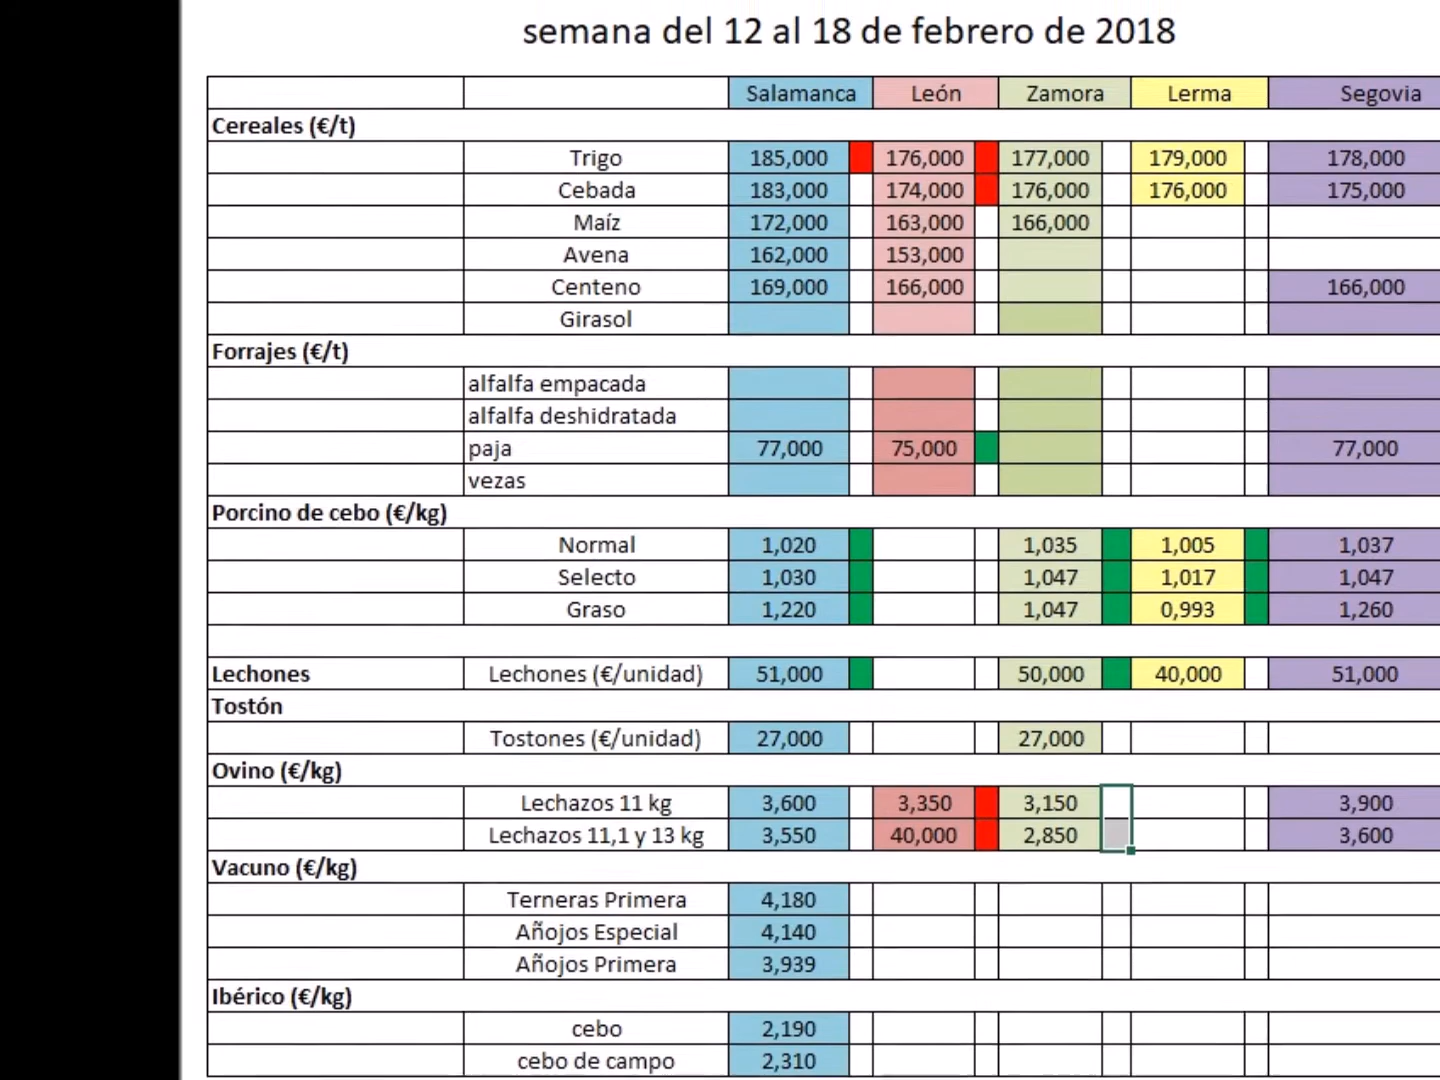 semana del 12 al 18 de febrero de 2018
Salamanca León Zamora Lerma Segovia
Cereales (€/t)
Trigo 185,000 176,000 177,000 179,000 178,000
Cebada 183,000 174,000 176,000 176,000 175,000
Maíz 172,000 163,000 166,000
Avena 162,000 153,000
Centeno 169,000 166,000 166,000
Girasol
Forrajes (€/t)
alfalfa empacada
alfalfa deshidratada
paja 77,000 75,000 77,000
vezas
Porcino de cebo (€/kg)
Normal 1,020 1,035 1,005 1,037
Selecto 1,030 1,047 1,017 1,047
Graso 1,220 1,047 0,993 1,260
Lechones Lechones (€/unidad) 51,000 50,000 40,000 51,000
Tostón
Tostones (€/unidad) 27,000 27,000
Ovino (€/kg)
Lechazos 11 kg 3,600 3,350 3,150 3,900
Lechazos 11,1 y 13 kg 3,550 40,000 2,850 3,600
Vacuno (€/kg)
Terneras Primera 4,180
Añojos Especial 4,140
Añojos Primera 3,939
Ibérico (€/kg)
cebo 2,190
cebo de campo 2,310